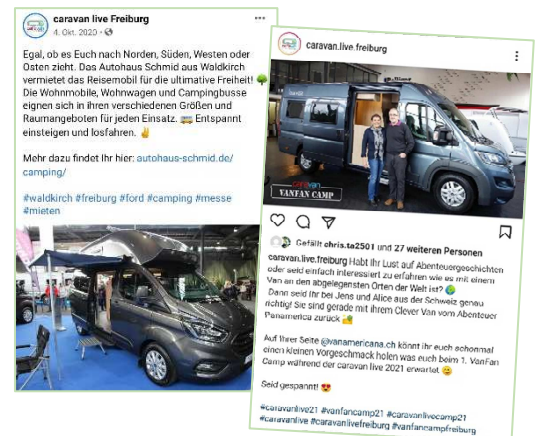 caravan live Freiburg
4. Okt. 2020
Egal, ob es Euch nach Norden, Süden, Westen oder
Osten zieht. Das Autohaus Schmid aus Waldkirch
vermietet das Reisemobil für die ultimative Freiheit!
Die Wohnmobile, Wohnwagen und Campingbusse
eignen sich in ihren verschiedenen Größen und
Raumangeboten für jeden Einsatz. Entspannt
einsteigen und losfahren.
Mehr dazu findet Ihr hier: autohaus-schmid.de/
camping/
#waldkirch #freiburg #ford #camping #messe
#mieten
caravan.live.freiburg
caravan
VANFAN CAMP
Gefällt chris.ta2501 und 27 weiteren Personen
caravan.live.freiburg Habt Ihr Lust auf Abenteuergeschichten
oder seid einfach interessiert zu erfahren wie es mit einem
Van an den abgelegensten Orten der Welt ist?
Dann seid Ihr bei Jens und Alice aus der Schweiz genau
richtig! Sie sind gerade mit ihrem Clever Van vom Abenteuer
Panamerica zurück
Auf Ihrer Seite @vanamericana.ch könnt ihr euch schonmal
einen kleinen Vorgeschmack holen was euch beim 1. VanFan
Camp während der caravan live 2021 erwartet
Seid gespannt!
#caravanlive21 #vanfancamp21 #caravanlivecamp21
#caravanlive #caravanlivefreiburg #vanfancampfreiburg